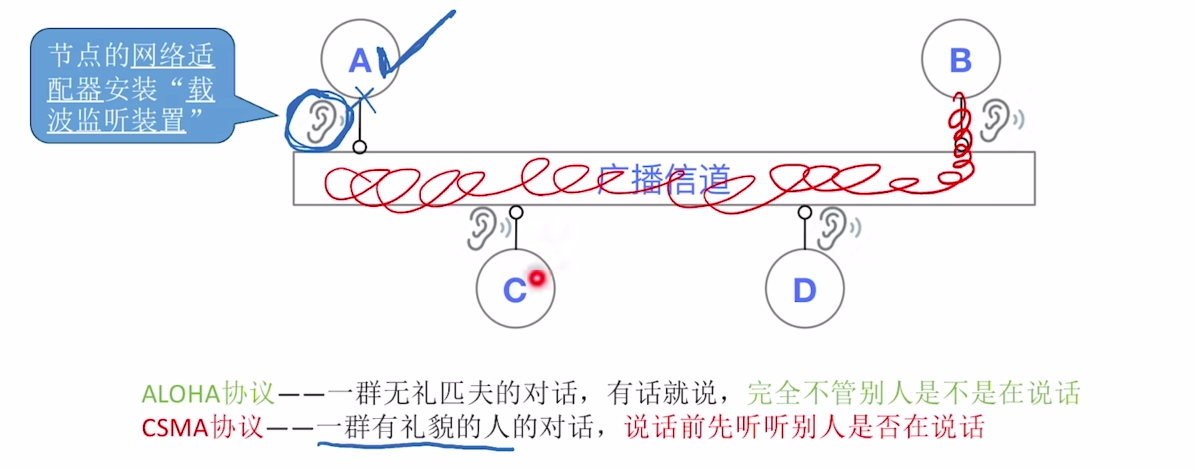 节点的网络适
配器安装“载
波监听装置”
A
B
广播信道
C
D
ALOHA协议——一群无礼匹夫的对话，有话就说，完全不管别人是不是在说话
CSMA协议——一群有礼貌的人的对话，说话前先听听别人是否在说话